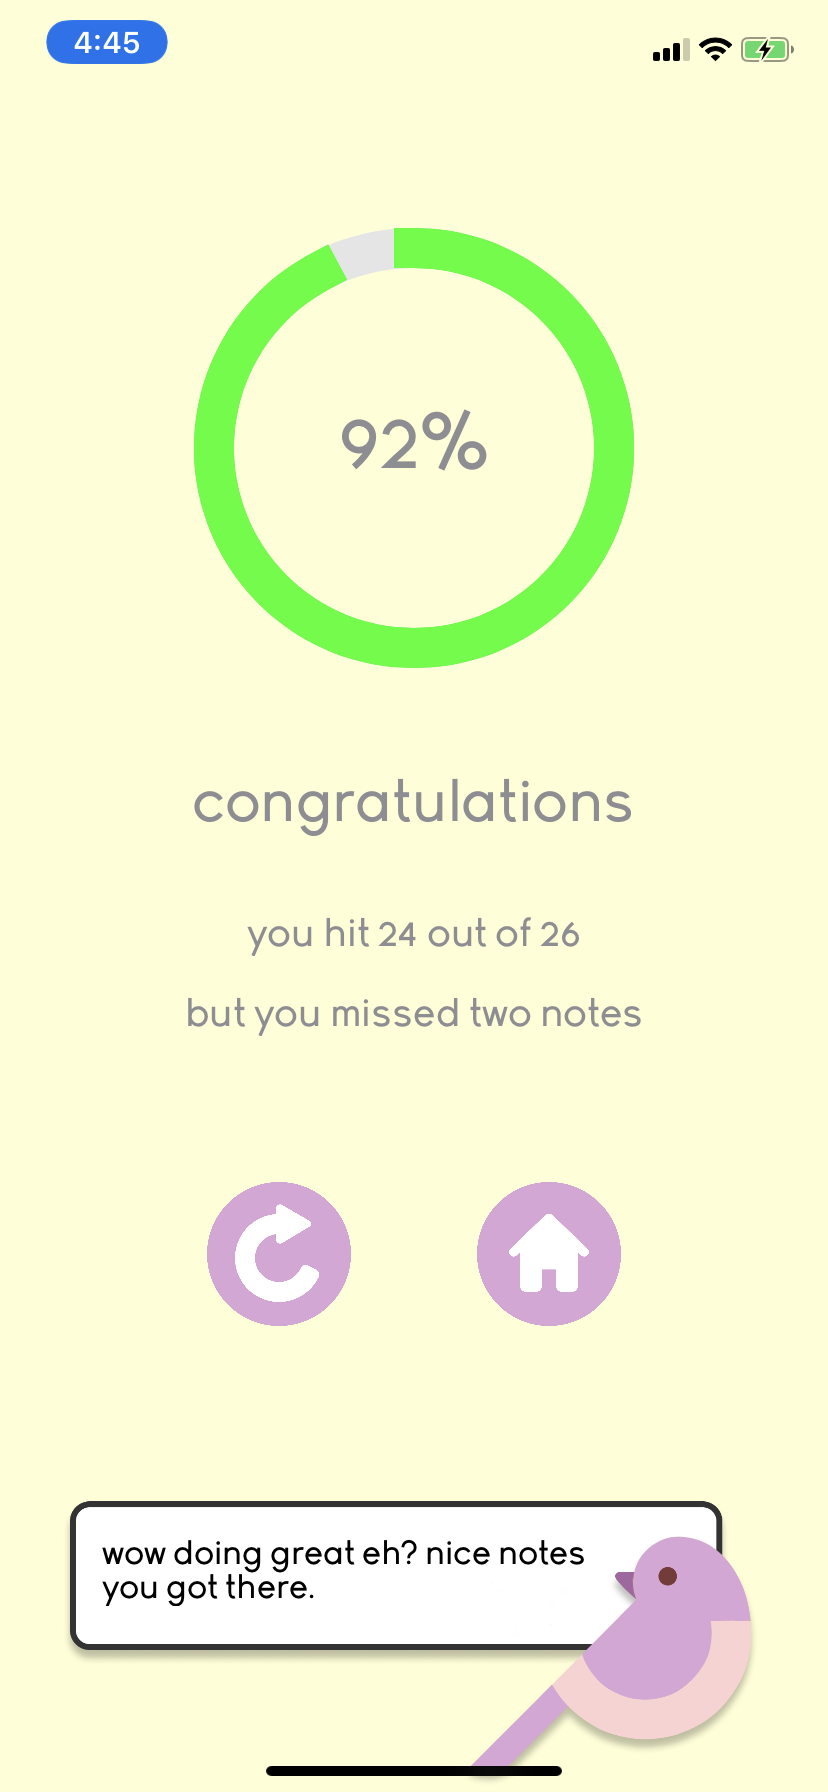 4:45
92%
congratulations
you hit 24 out of 26
but you missed two notes
wow doing great eh? nice notes
you got there.